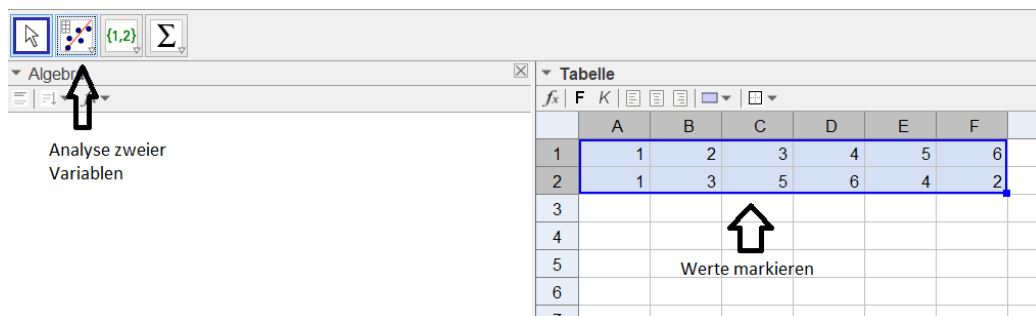 {1,2} Σ
Algebra
Tabelle
fx F K
A B C D E F
1 1 2 3 4 5 6
2 1 3 5 6 4 2
3
4
5
6
Analyse zweier
Variablen
Werte markieren